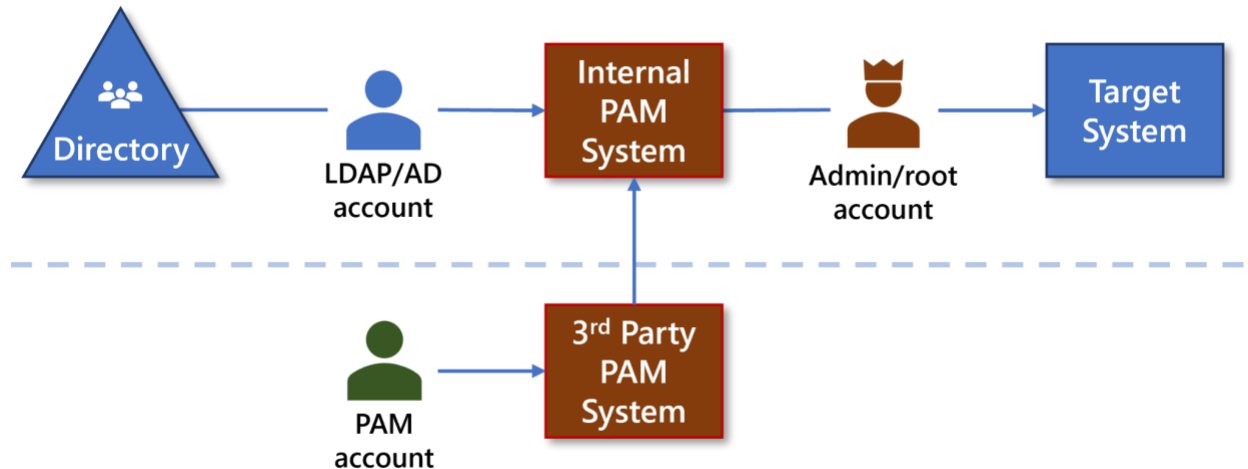 Directory
LDAP/AD
account
Internal
PAM
System
Admin/root
account
Target
System
PAM
account
3rd Party
PAM
System